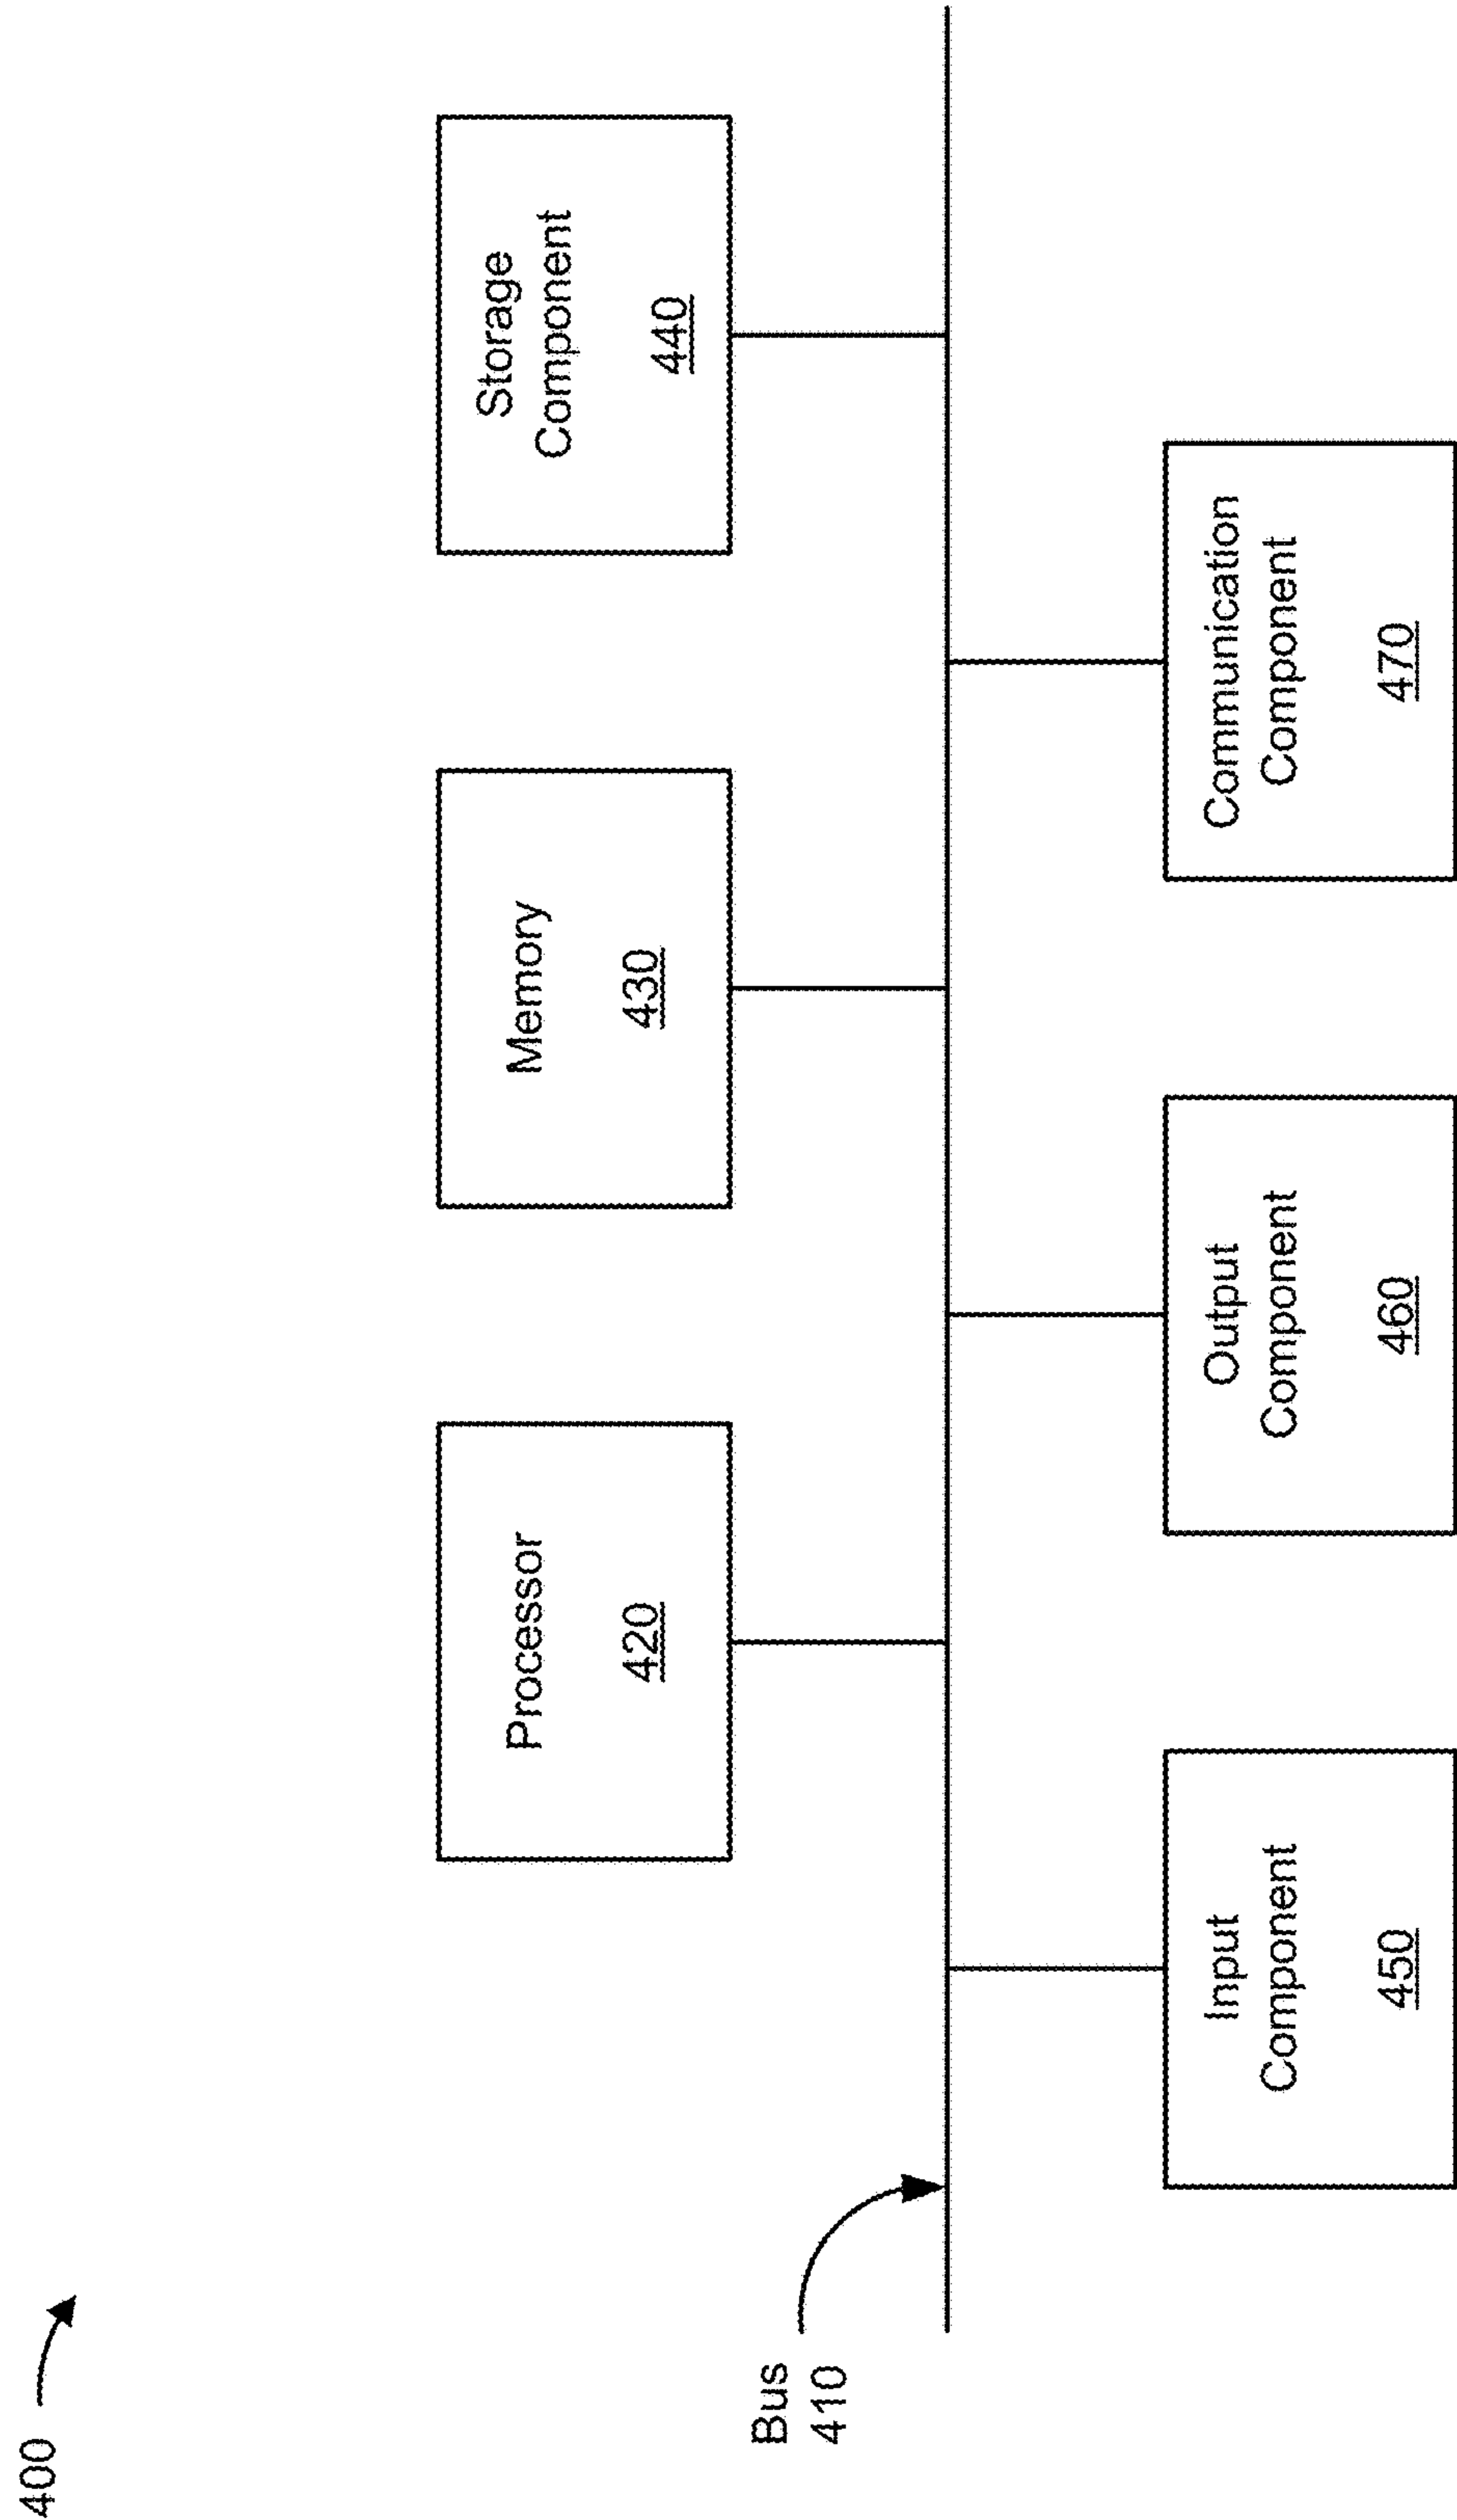 400
Processor
420
Memory
430
Storage
Component
440
Bus
410
Input
Component
450
Output
Component
460
Communication
Component
470